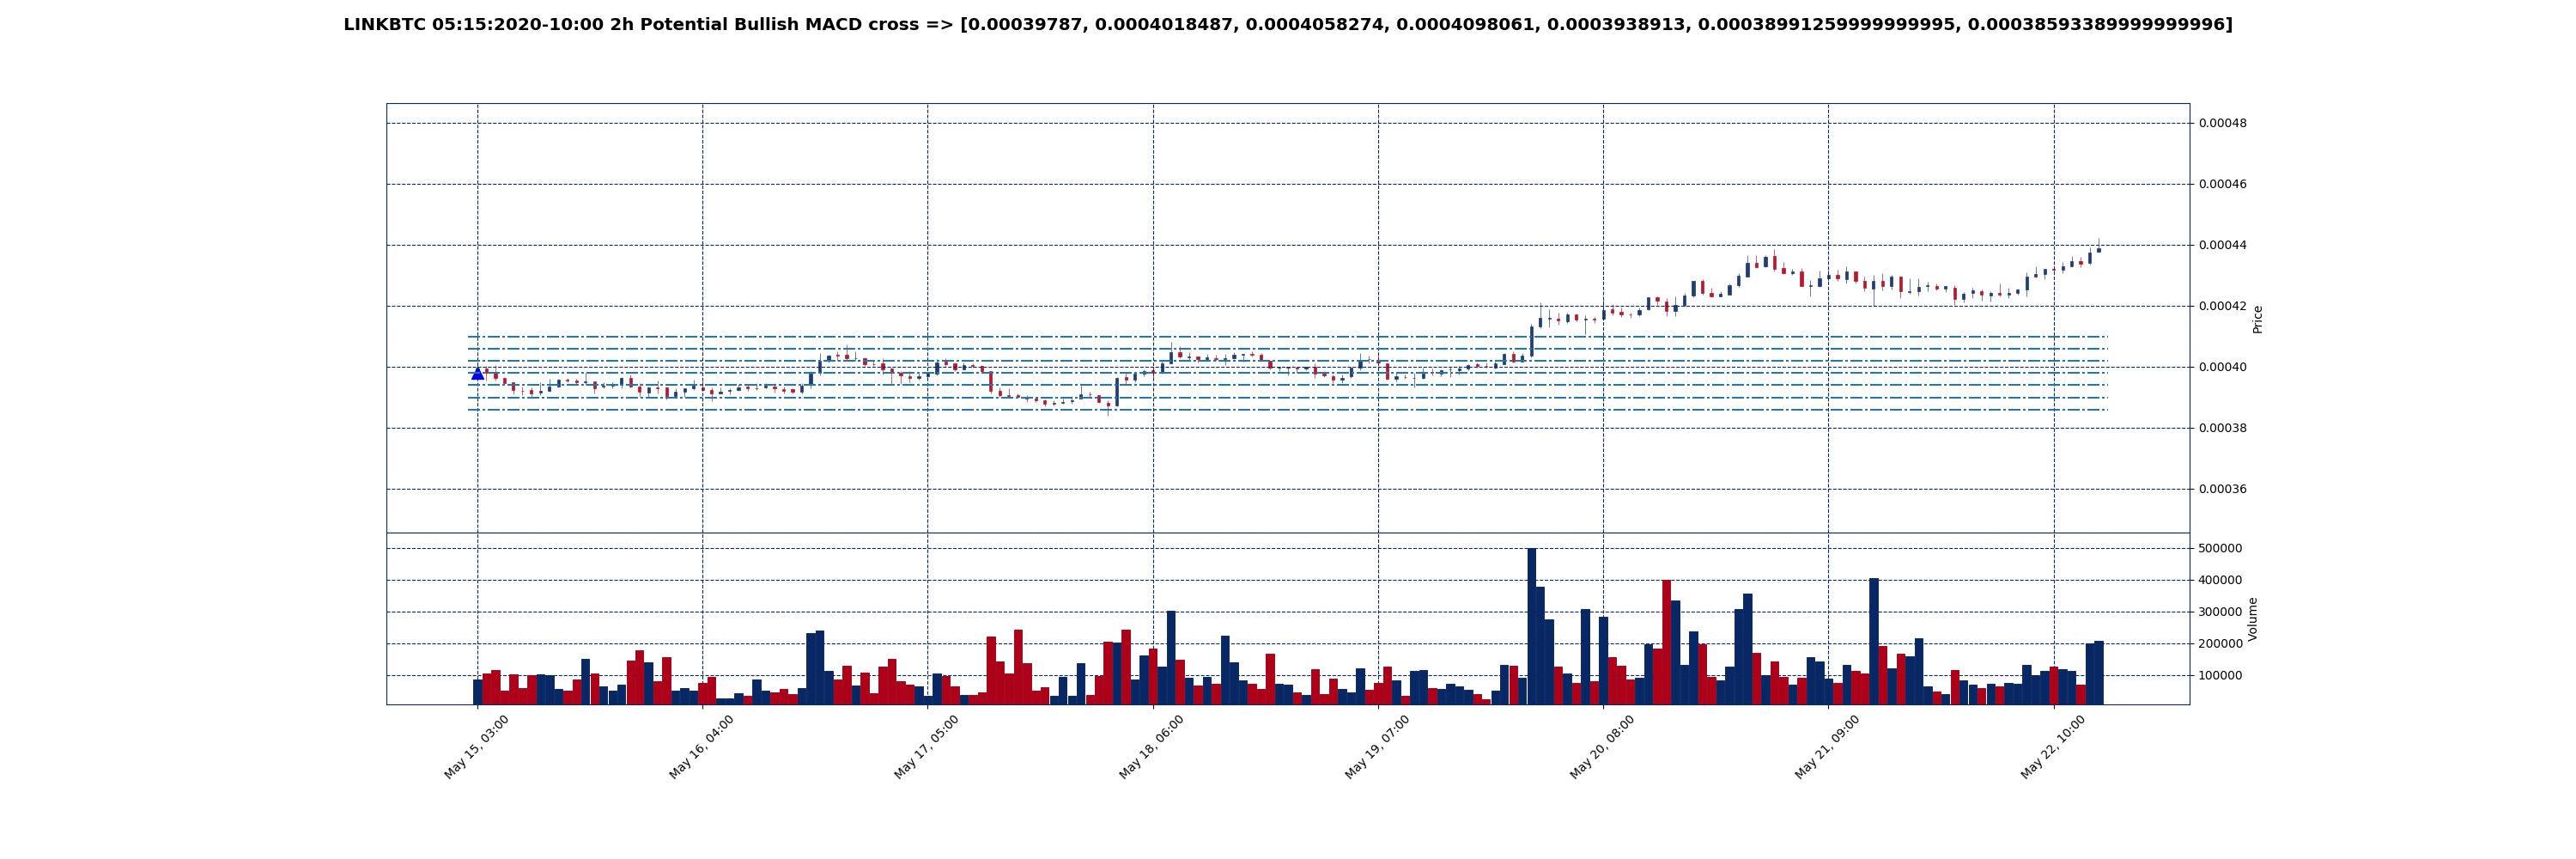 LINKBTC 05:15:2020-10:00 2h Potential Bullish MACD cross => [0.00039787, 0.0004018487, 0.0004058274, 0.0004098061, 0.0003938913, 0.00038991259999999995, 0.00038593389999999996]
0.00048
0.00046
0.00044
0.00042
0.00040
0.00038
0.00036
Price
500000
400000
300000
200000
100000
Volume
May 15, 03:00
May 16, 04:00
May 17, 05:00
May 18, 06:00
May 19, 07:00
May 20, 08:00
May 21, 09:00
May 22, 10:00